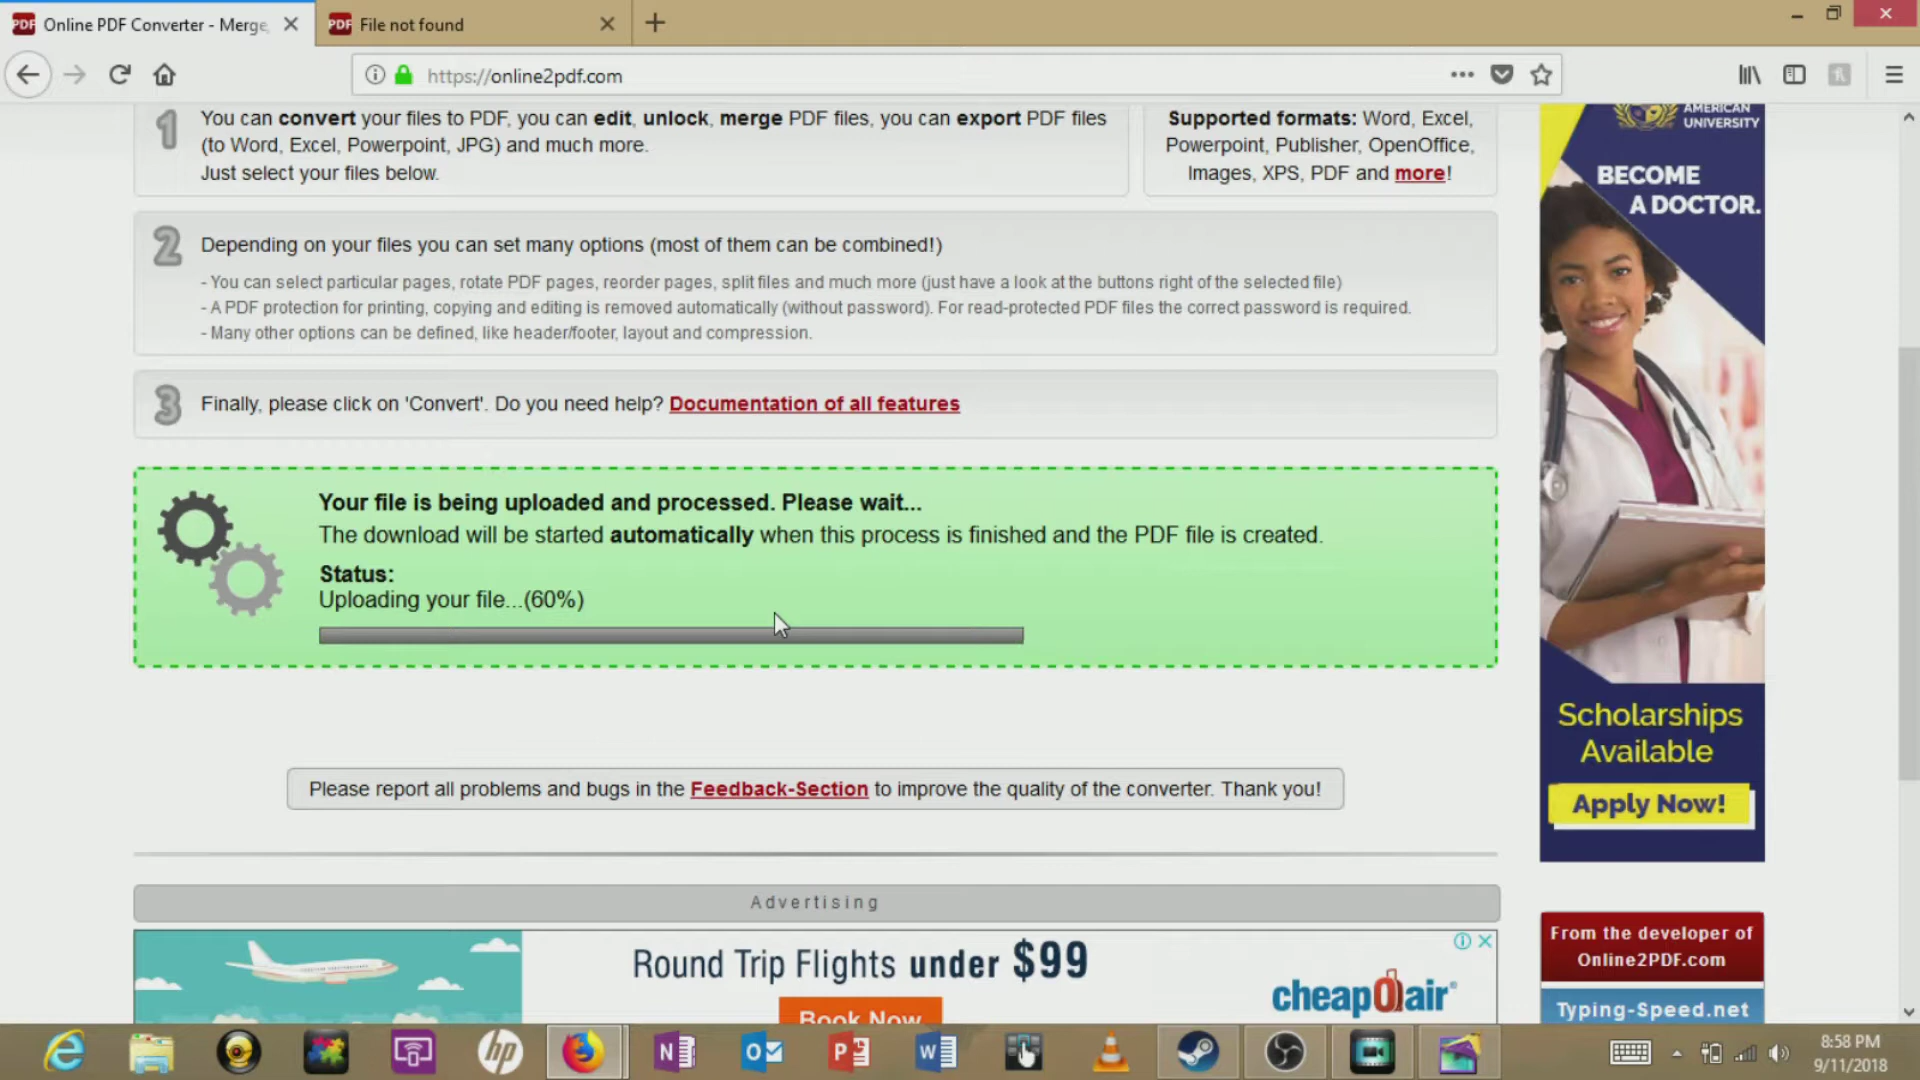 Online PDF Converter - Merge,
File not found
https://online2pdf.com
1
You can convert your files to PDF, you can edit, unlock, merge PDF files, you can export PDF files
(to Word, Excel, Powerpoint, JPG) and much more.
Just select your files below.
Supported formats: Word, Excel,
Powerpoint, Publisher, OpenOffice,
Images, XPS, PDF and more!
2
Depending on your files you can set many options (most of them can be combined!)
- You can select particular pages, rotate PDF pages, reorder pages, split files and much more (just have a look at the buttons right of the selected file)
- A PDF protection for printing, copying and editing is removed automatically (without password). For read-protected PDF files the correct password is required.
- Many other options can be defined, like header/footer, layout and compression.
3
Finally, please click on 'Convert'. Do you need help? Documentation of all features
Your file is being uploaded and processed. Please wait...
The download will be started automatically when this process is finished and the PDF file is created.
Status:
Uploading your file...(60%)
Please report all problems and bugs in the Feedback-Section to improve the quality of the converter. Thank you!
Advertising
Round Trip Flights under $99
Book Now
cheapOair
AMERICAN
UNIVERSITY
BECOME
A DOCTOR.
Scholarships
Available
Apply Now!
From the developer of
Online2PDF.com
Typing-Speed.net
8:58 PM
9/11/2018